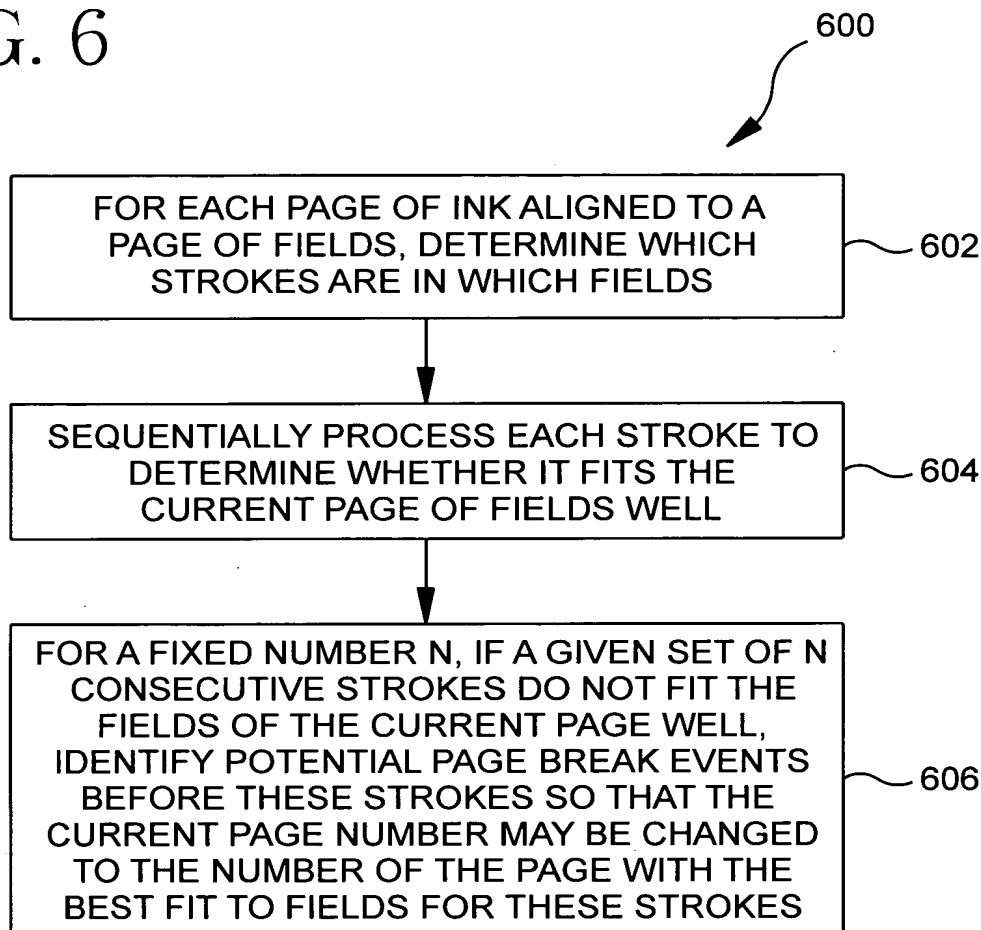 G. 6
600
FOR EACH PAGE OF INK ALIGNED TO A
PAGE OF FIELDS, DETERMINE WHICH
STROKES ARE IN WHICH FIELDS
602
SEQUENTIALLY PROCESS EACH STROKE TO
DETERMINE WHETHER IT FITS THE
CURRENT PAGE OF FIELDS WELL
604
FOR A FIXED NUMBER N, IF A GIVEN SET OF N
CONSECUTIVE STROKES DO NOT FIT THE
FIELDS OF THE CURRENT PAGE WELL,
IDENTIFY POTENTIAL PAGE BREAK EVENTS
BEFORE THESE STROKES SO THAT THE
CURRENT PAGE NUMBER MAY BE CHANGED
TO THE NUMBER OF THE PAGE WITH THE
BEST FIT TO FIELDS FOR THESE STROKES
606